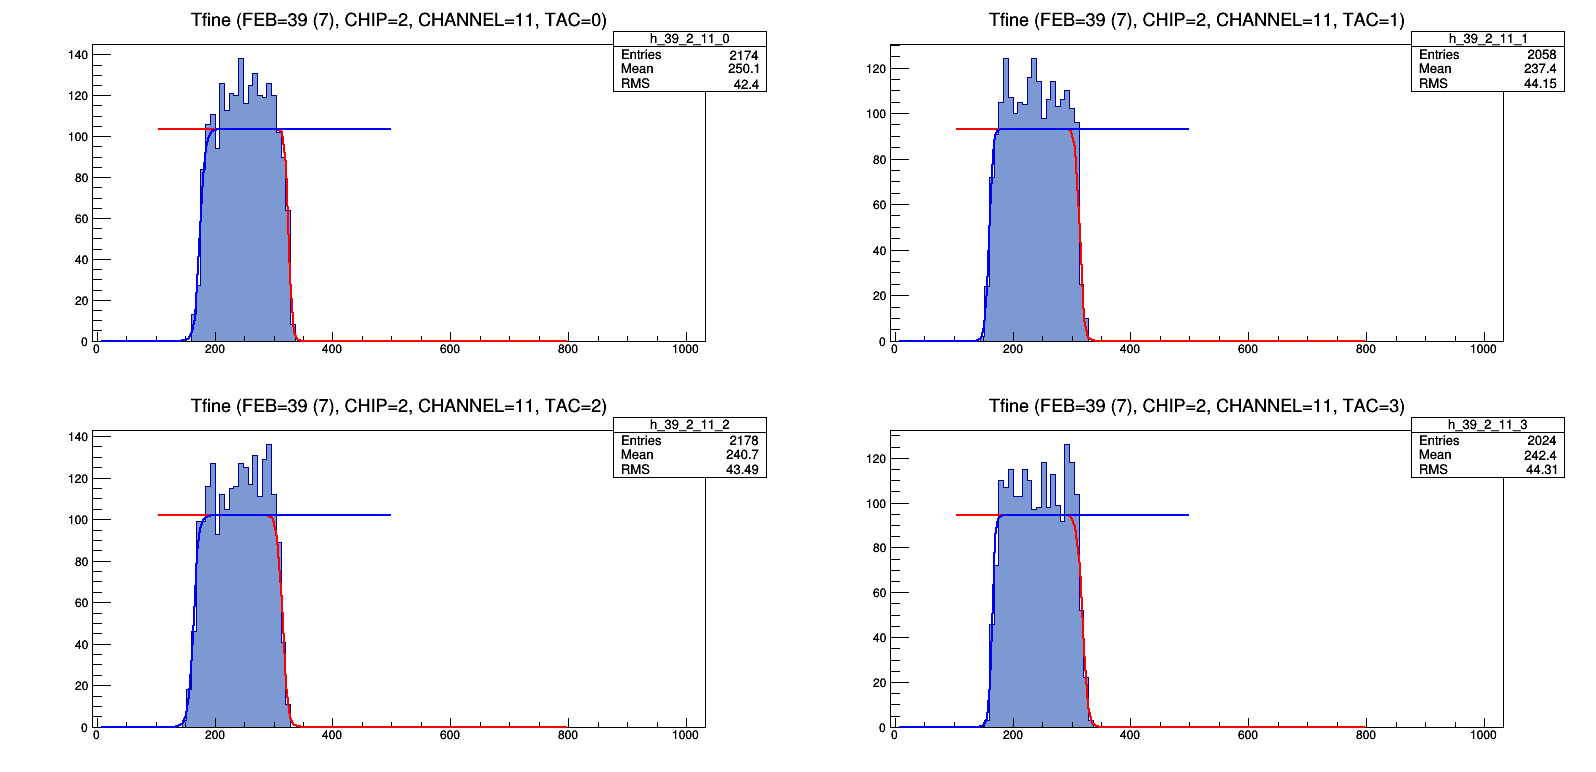 Tfine (FEB=39 (7), CHIP=2, CHANNEL=11, TAC=0)
h_39_2_11_0
Entries 2174
Mean 250.1
RMS 42.4
140
120
100
80
60
40
20
0
0 200 400 600 800 1000
Tfine (FEB=39 (7), CHIP=2, CHANNEL=11, TAC=1)
h_39_2_11_1
Entries 2058
Mean 237.4
RMS 44.15
120
100
80
60
40
20
0
0 200 400 600 800 1000
Tfine (FEB=39 (7), CHIP=2, CHANNEL=11, TAC=2)
h_39_2_11_2
Entries 2178
Mean 240.7
RMS 43.49
140
120
100
80
60
40
20
0
0 200 400 600 800 1000
Tfine (FEB=39 (7), CHIP=2, CHANNEL=11, TAC=3)
h_39_2_11_3
Entries 2024
Mean 242.4
RMS 44.31
120
100
80
60
40
20
0
0 200 400 600 800 1000